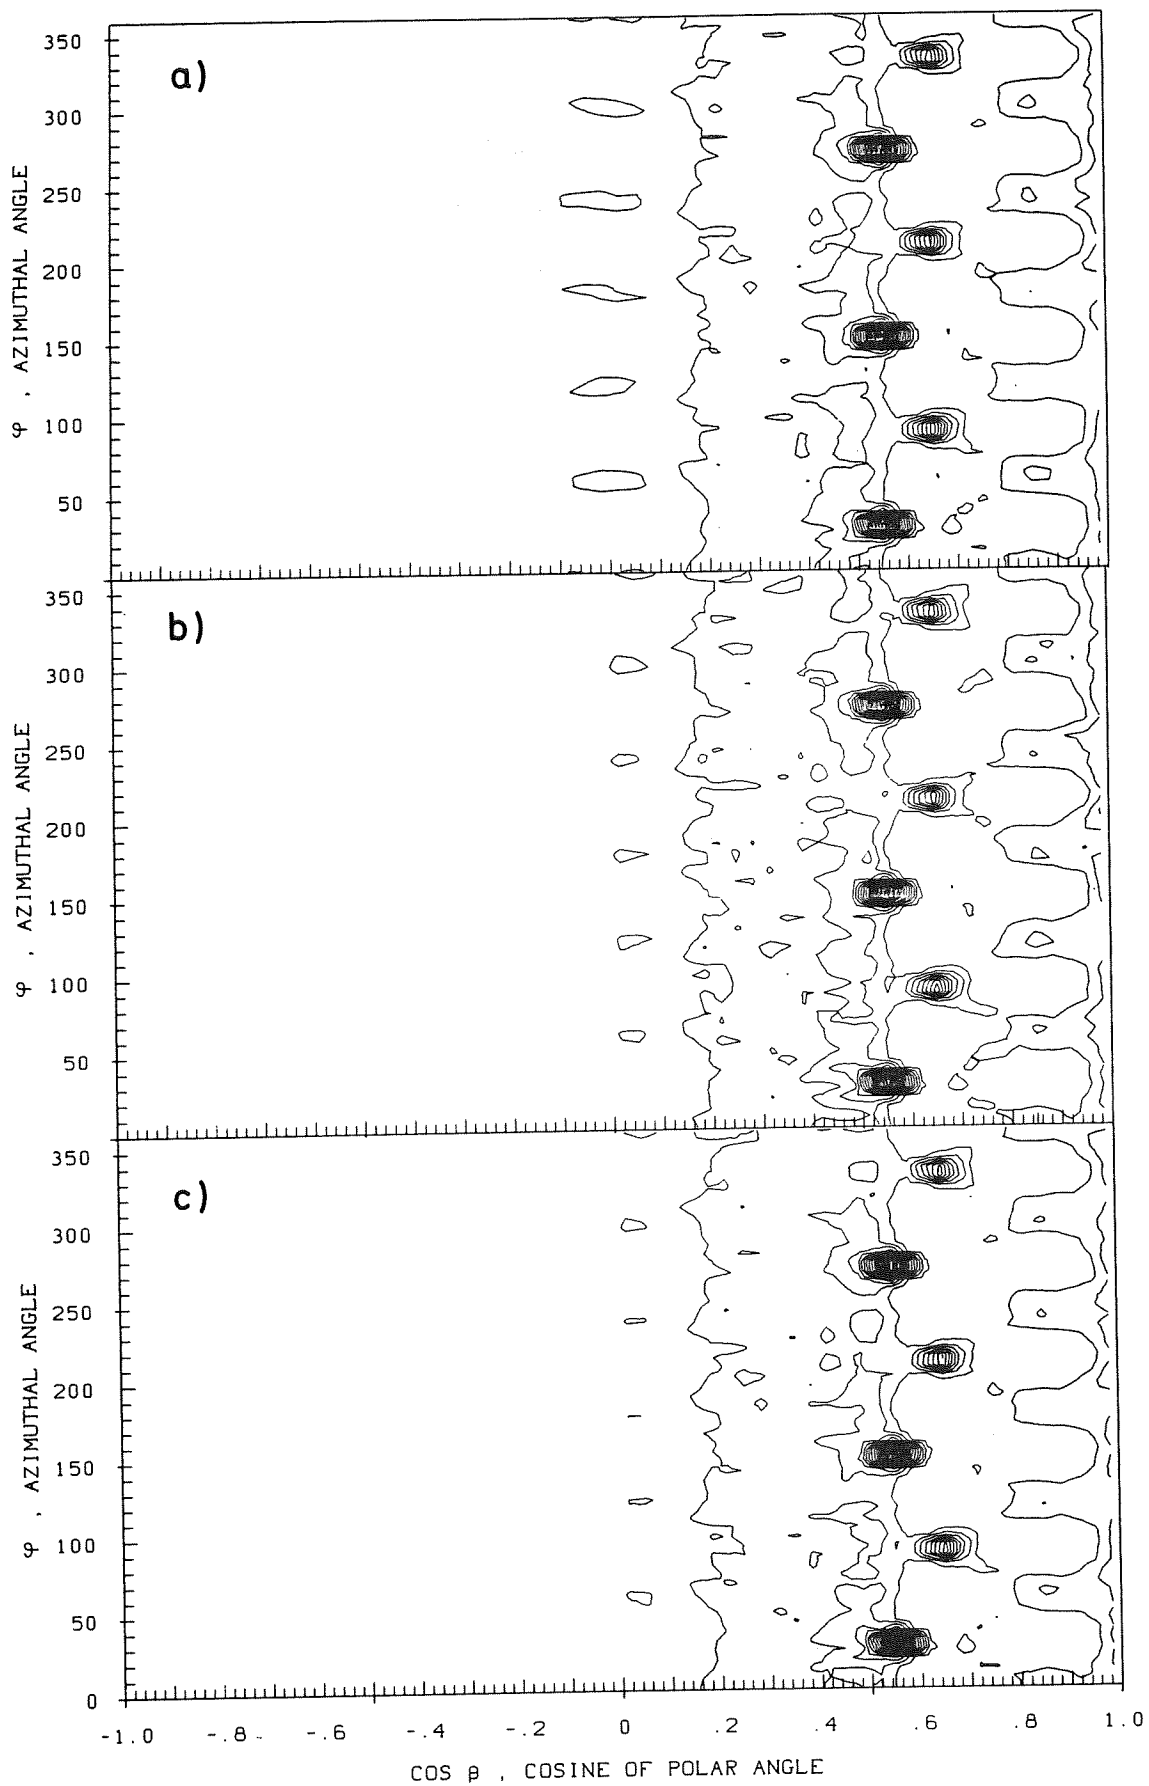 a)
350
300
250
200
150
100
50
φ , AZIMUTHAL ANGLE
b)
350
300
250
200
150
100
50
φ , AZIMUTHAL ANGLE
c)
350
300
250
200
150
100
50
0
φ , AZIMUTHAL ANGLE
-1.0 -.8 -.6 -.4 -.2 0 .2 .4 .6 .8 1.0
COS β , COSINE OF POLAR ANGLE